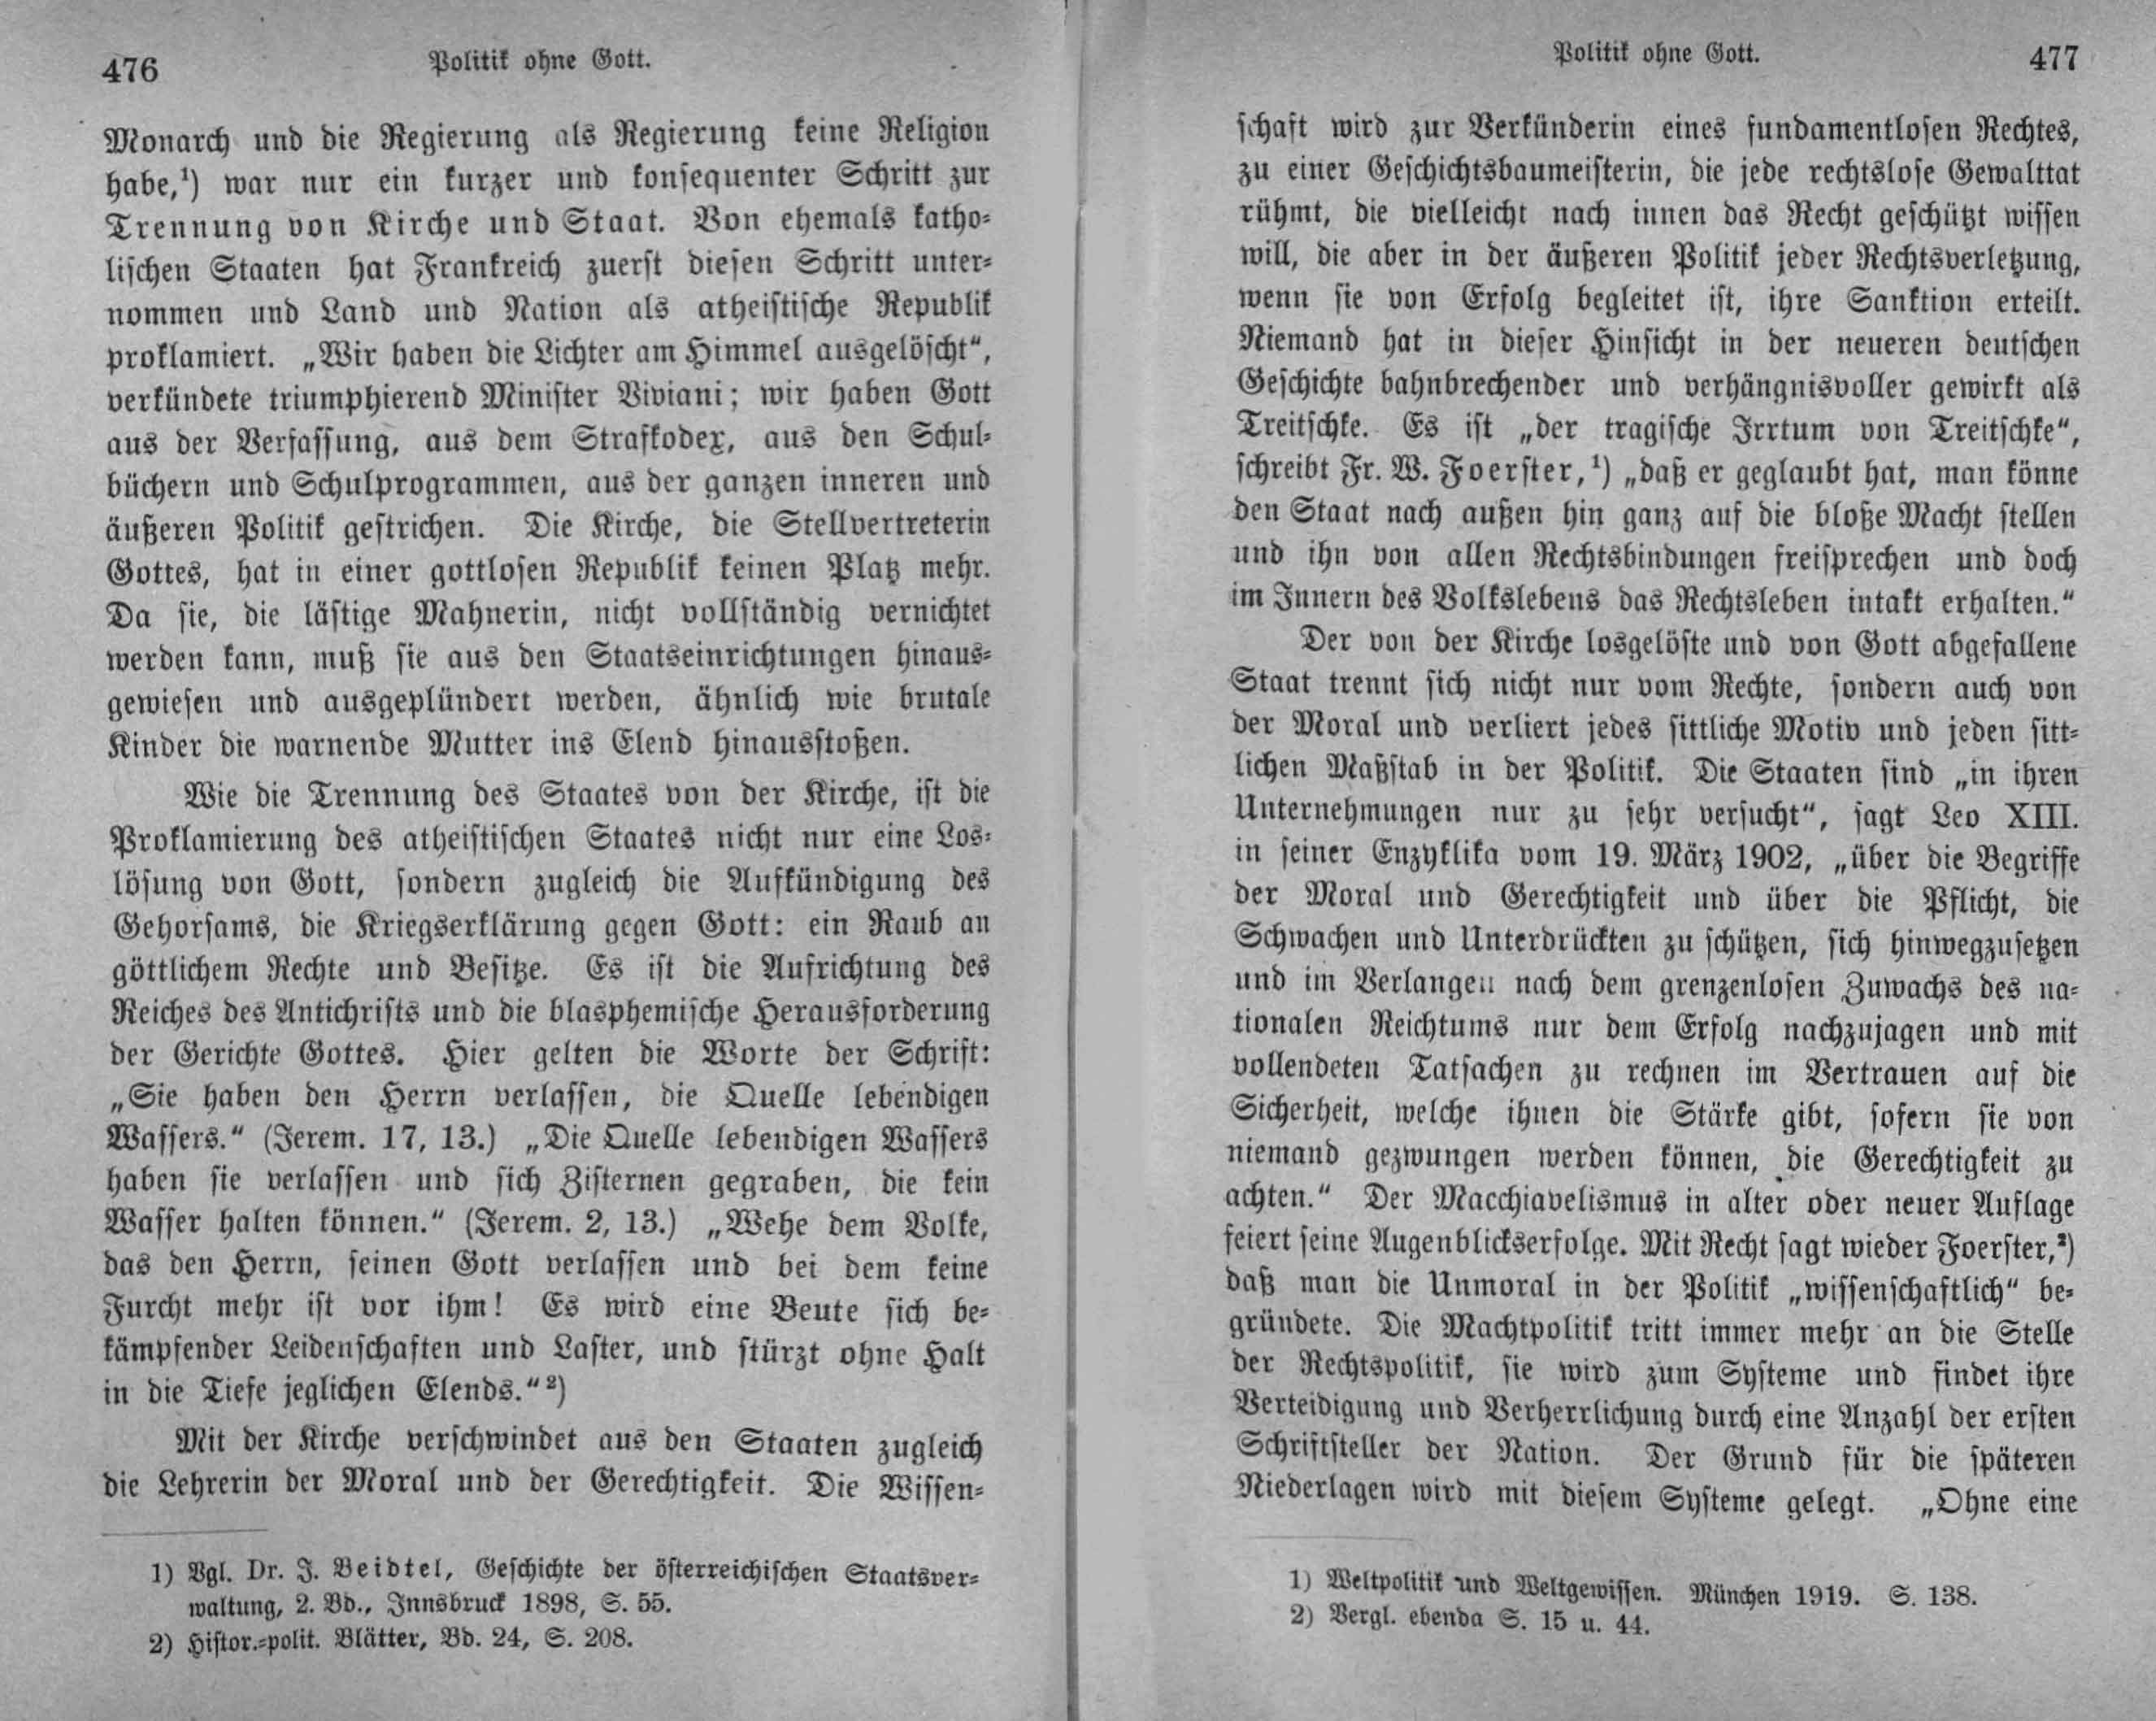 476
Politik ohne Gott.
Monarch und die Regierung als Regierung keine Religion
habe,¹) war nur ein kurzer und konsequenter Schritt zur
Trennung von Kirche und Staat. Von ehemals katho-
lischen Staaten hat Frankreich zuerst diesen Schritt unter-
nommen und Land und Nation als atheistische Republik
proklamiert. „Wir haben die Lichter am Himmel ausgelöscht“,
verkündete triumphierend Minister Viviani; wir haben Gott
aus der Verfassung, aus dem Strafkodex, aus den Schul-
büchern und Schulprogrammen, aus der ganzen inneren und
äußeren Politik gestrichen. Die Kirche, die Stellvertreterin
Gottes, hat in einer gottlosen Republik keinen Platz mehr.
Da sie, die lästige Mahnerin, nicht vollständig vernichtet
werden kann, muß sie aus den Staatseinrichtungen hinaus-
gewiesen und ausgeplündert werden, ähnlich wie brutale
Kinder die warnende Mutter ins Elend hinausstoßen.
Wie die Trennung des Staates von der Kirche, ist die
Proklamierung des atheistischen Staates nicht nur eine Los-
lösung von Gott, sondern zugleich die Aufkündigung des
Gehorsams, die Kriegserklärung gegen Gott: ein Raub an
göttlichem Rechte und Besitze. Es ist die Aufrichtung des
Reiches des Antichrists und die blasphemische Herausforderung
der Gerichte Gottes. Hier gelten die Worte der Schrift:
„Sie haben den Herrn verlassen, die Quelle lebendigen
Wassers.“ (Jerem. 17, 13.) „Die Quelle lebendigen Wassers
haben sie verlassen und sich Zisternen gegraben, die kein
Wasser halten können.“ (Jerem. 2, 13.) „Wehe dem Volke,
das den Herrn, seinen Gott verlassen und bei dem keine
Furcht mehr ist vor ihm! Es wird eine Beute sich be-
kämpfender Leidenschaften und Laster, und stürzt ohne Halt
in die Tiefe jeglichen Elends.“²)
Mit der Kirche verschwindet aus den Staaten zugleich
die Lehrerin der Moral und der Gerechtigkeit. Die Wissen-
1) Vgl. Dr. J. Beidtel, Geschichte der österreichischen Staatsver-
waltung, 2. Bd., Innsbruck 1898, S. 55.
2) Histor.-polit. Blätter, Bd. 24, S. 208.
Politik ohne Gott.
477
schaft wird zur Verkünderin eines fundamentlosen Rechtes,
zu einer Geschichtsbaumeisterin, die jede rechtslose Gewalttat
rühmt, die vielleicht nach innen das Recht geschützt wissen
will, die aber in der äußeren Politik jeder Rechtsverletzung,
wenn sie von Erfolg begleitet ist, ihre Sanktion erteilt.
Niemand hat in dieser Hinsicht in der neueren deutschen
Geschichte bahnbrechender und verhängnisvoller gewirkt als
Treitschke. Es ist „der tragische Irrtum von Treitschke“,
schreibt Fr. W. Foerster,¹) „daß er geglaubt hat, man könne
den Staat nach außen hin ganz auf die bloße Macht stellen
und ihn von allen Rechtsbindungen freisprechen und doch
im Innern des Volkslebens das Rechtsleben intakt erhalten.“
Der von der Kirche losgelöste und von Gott abgefallene
Staat trennt sich nicht nur vom Rechte, sondern auch von
der Moral und verliert jedes sittliche Motiv und jeden sitt-
lichen Maßstab in der Politik. Die Staaten sind „in ihren
Unternehmungen nur zu sehr versucht“, sagt Leo XIII.
in seiner Enzyklika vom 19. März 1902, „über die Begriffe
der Moral und Gerechtigkeit und über die Pflicht, die
Schwachen und Unterdrückten zu schützen, sich hinwegzusetzen
und im Verlangen nach dem grenzenlosen Zuwachs des na-
tionalen Reichtums nur dem Erfolg nachzujagen und mit
vollendeten Tatsachen zu rechnen im Vertrauen auf die
Sicherheit, welche ihnen die Stärke gibt, sofern sie von
niemand gezwungen werden können, die Gerechtigkeit zu
achten.“ Der Macchiavelismus in alter oder neuer Auflage
feiert seine Augenblickserfolge. Mit Recht sagt wieder Foerster,²)
daß man die Unmoral in der Politik „wissenschaftlich“ be-
gründete. Die Machtpolitik tritt immer mehr an die Stelle
der Rechtspolitik, sie wird zum Systeme und findet ihre
Verteidigung und Verherrlichung durch eine Anzahl der ersten
Schriftsteller der Nation. Der Grund für die späteren
Niederlagen wird mit diesem Systeme gelegt. „Ohne eine
1) Weltpolitik und Weltgewissen. München 1919. S. 138.
2) Vergl. ebenda S. 15 u. 44.